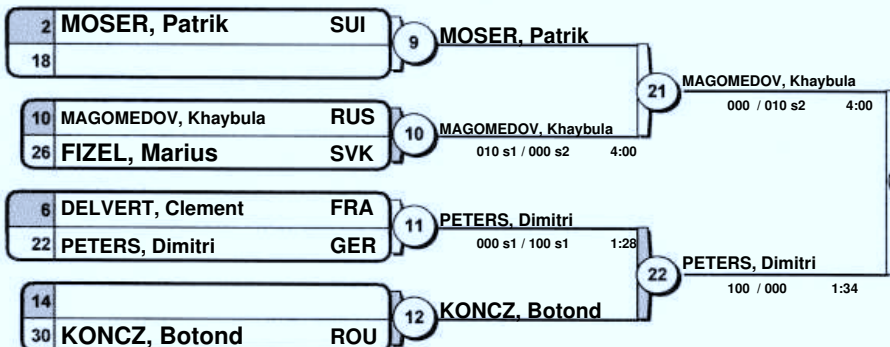 2 MOSER, Patrik SUI
18
9
MOSER, Patrik
10 MAGOMEDOV, Khaybula RUS
26 FIZEL, Marius SVK
10
MAGOMEDOV, Khaybula
010 s1 / 000 s2 4:00
21
MAGOMEDOV, Khaybula
000 / 010 s2 4:00
6 DELVERT, Clement FRA
22 PETERS, Dimitri GER
11
PETERS, Dimitri
000 s1 / 100 s1 1:28
14
30 KONCZ, Botond ROU
12
KONCZ, Botond
22
PETERS, Dimitri
100 / 000 1:34